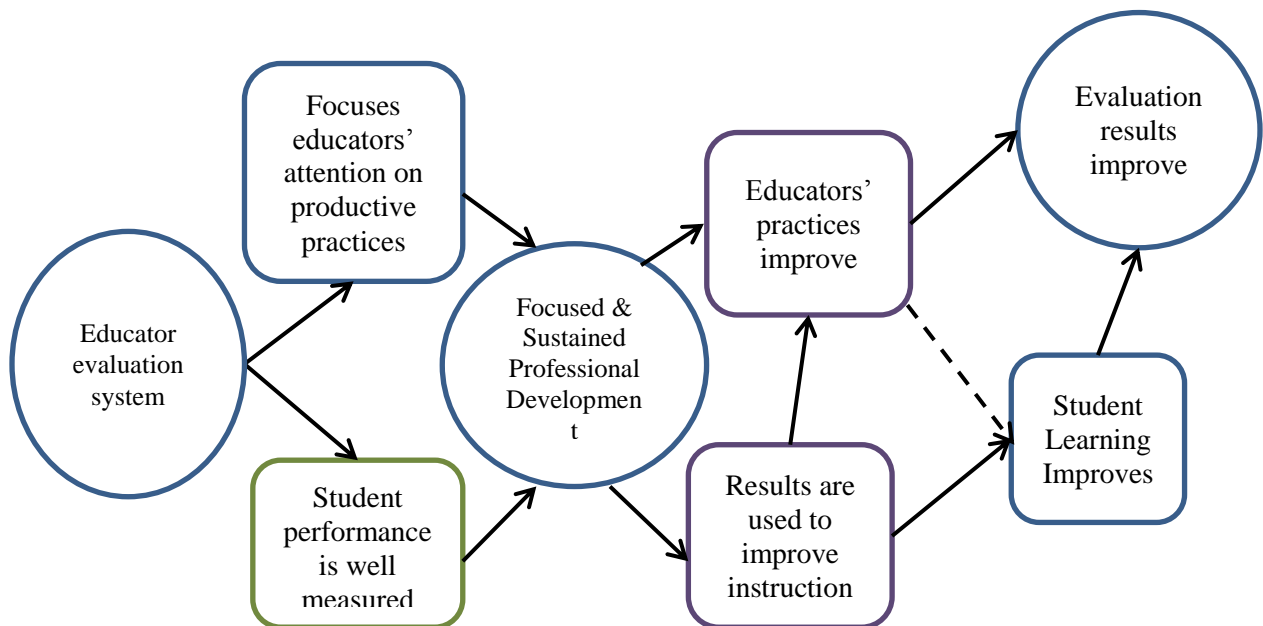 Educator
evaluation
system
Focuses
educators’
attention on
productive
practices
Student
performance
is well
measured
Focused &
Sustained
Professional
Developmen
t
Educators’
practices
improve
Results are
used to
improve
instruction
Evaluation
results
improve
Student
Learning
Improves